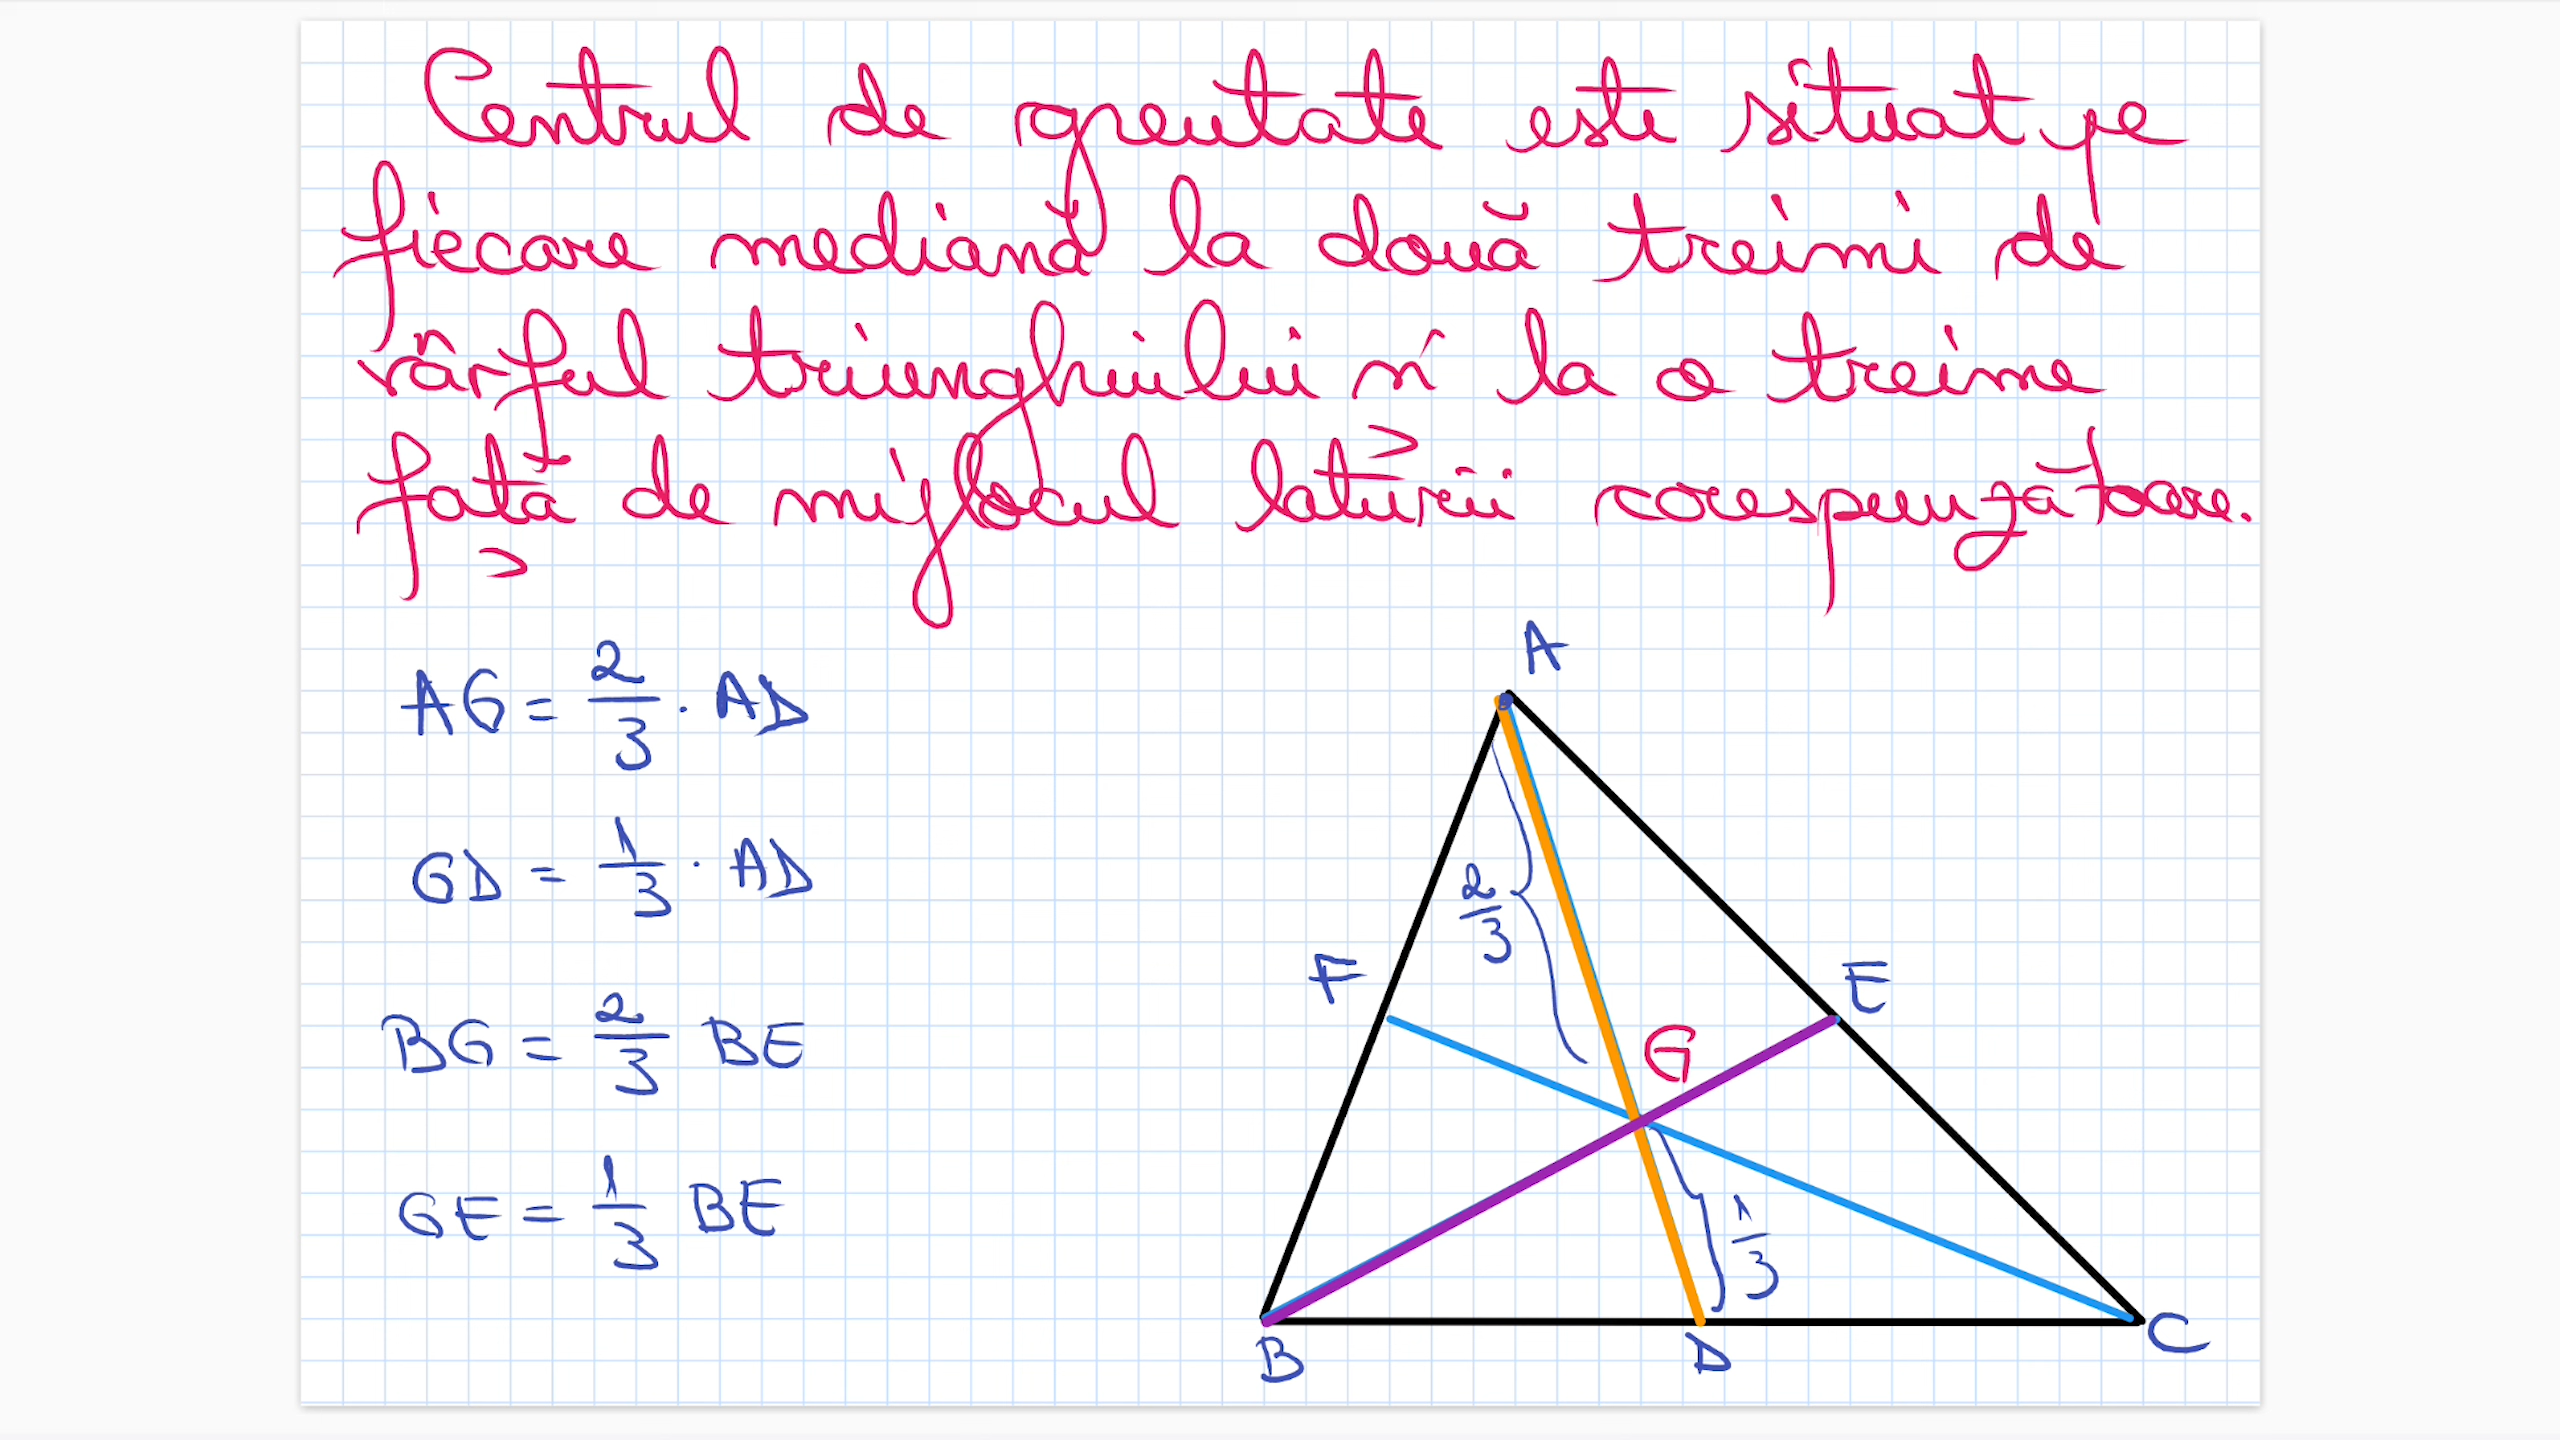 Centrul de greutate este situat pe
fiecare mediană la două treimi de
vârful triunghiului și la o treime
față de mijlocul laturii corespunzătoare.
AG = 2/3 · AD
GD = 1/3 · AD
BG = 2/3 BE
GE = 1/3 BE
A
2/3
F
E
G
1/3
B
D
C